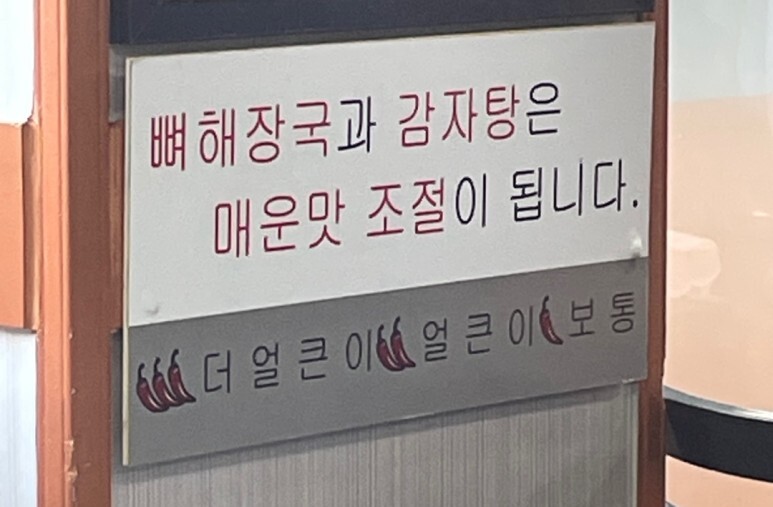 뼈해장국과 감자탕은
매운맛 조절이 됩니다.
더얼큰이 얼큰이 보통